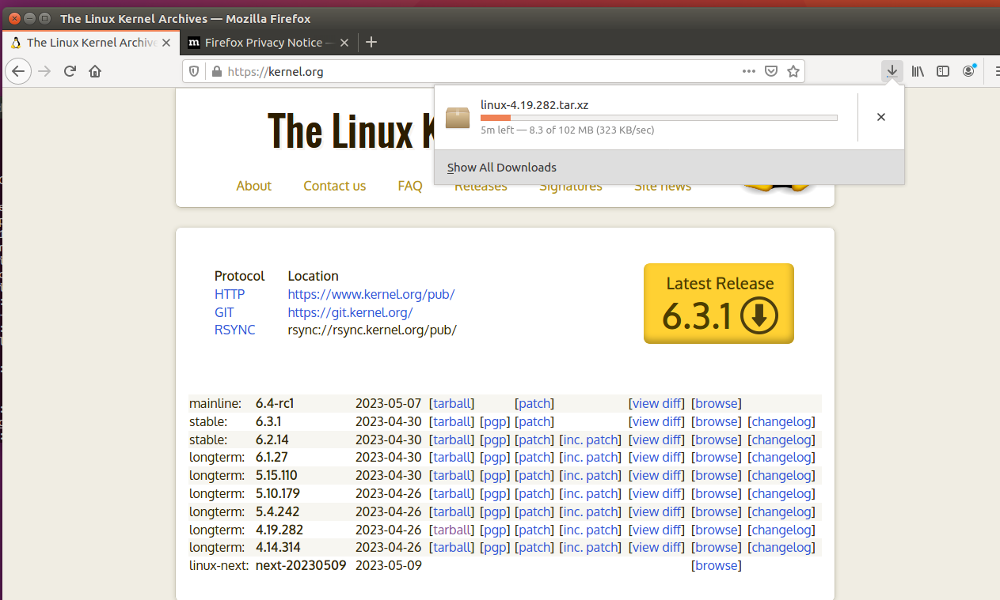 The Linux Kernel Archives — Mozilla Firefox
The Linux Kernel Archive
m Firefox Privacy Notice —
https://kernel.org
linux-4.19.282.tar.xz
5m left — 8.3 of 102 MB (323 KB/sec)
Show All Downloads
The Linux K
About Contact us FAQ Releases Signatures Site news
Protocol Location
HTTP https://www.kernel.org/pub/
GIT https://git.kernel.org/
RSYNC rsync://rsync.kernel.org/pub/
Latest Release
6.3.1
mainline: 6.4-rc1 2023-05-07 [tarball] [patch] [view diff] [browse]
stable: 6.3.1 2023-04-30 [tarball] [pgp] [patch] [view diff] [browse] [changelog]
stable: 6.2.14 2023-04-30 [tarball] [pgp] [patch] [inc. patch] [view diff] [browse] [changelog]
longterm: 6.1.27 2023-04-30 [tarball] [pgp] [patch] [inc. patch] [view diff] [browse] [changelog]
longterm: 5.15.110 2023-04-30 [tarball] [pgp] [patch] [inc. patch] [view diff] [browse] [changelog]
longterm: 5.10.179 2023-04-26 [tarball] [pgp] [patch] [inc. patch] [view diff] [browse] [changelog]
longterm: 5.4.242 2023-04-26 [tarball] [pgp] [patch] [inc. patch] [view diff] [browse] [changelog]
longterm: 4.19.282 2023-04-26 [tarball] [pgp] [patch] [inc. patch] [view diff] [browse] [changelog]
longterm: 4.14.314 2023-04-26 [tarball] [pgp] [patch] [inc. patch] [view diff] [browse] [changelog]
linux-next: next-20230509 2023-05-09 [browse]